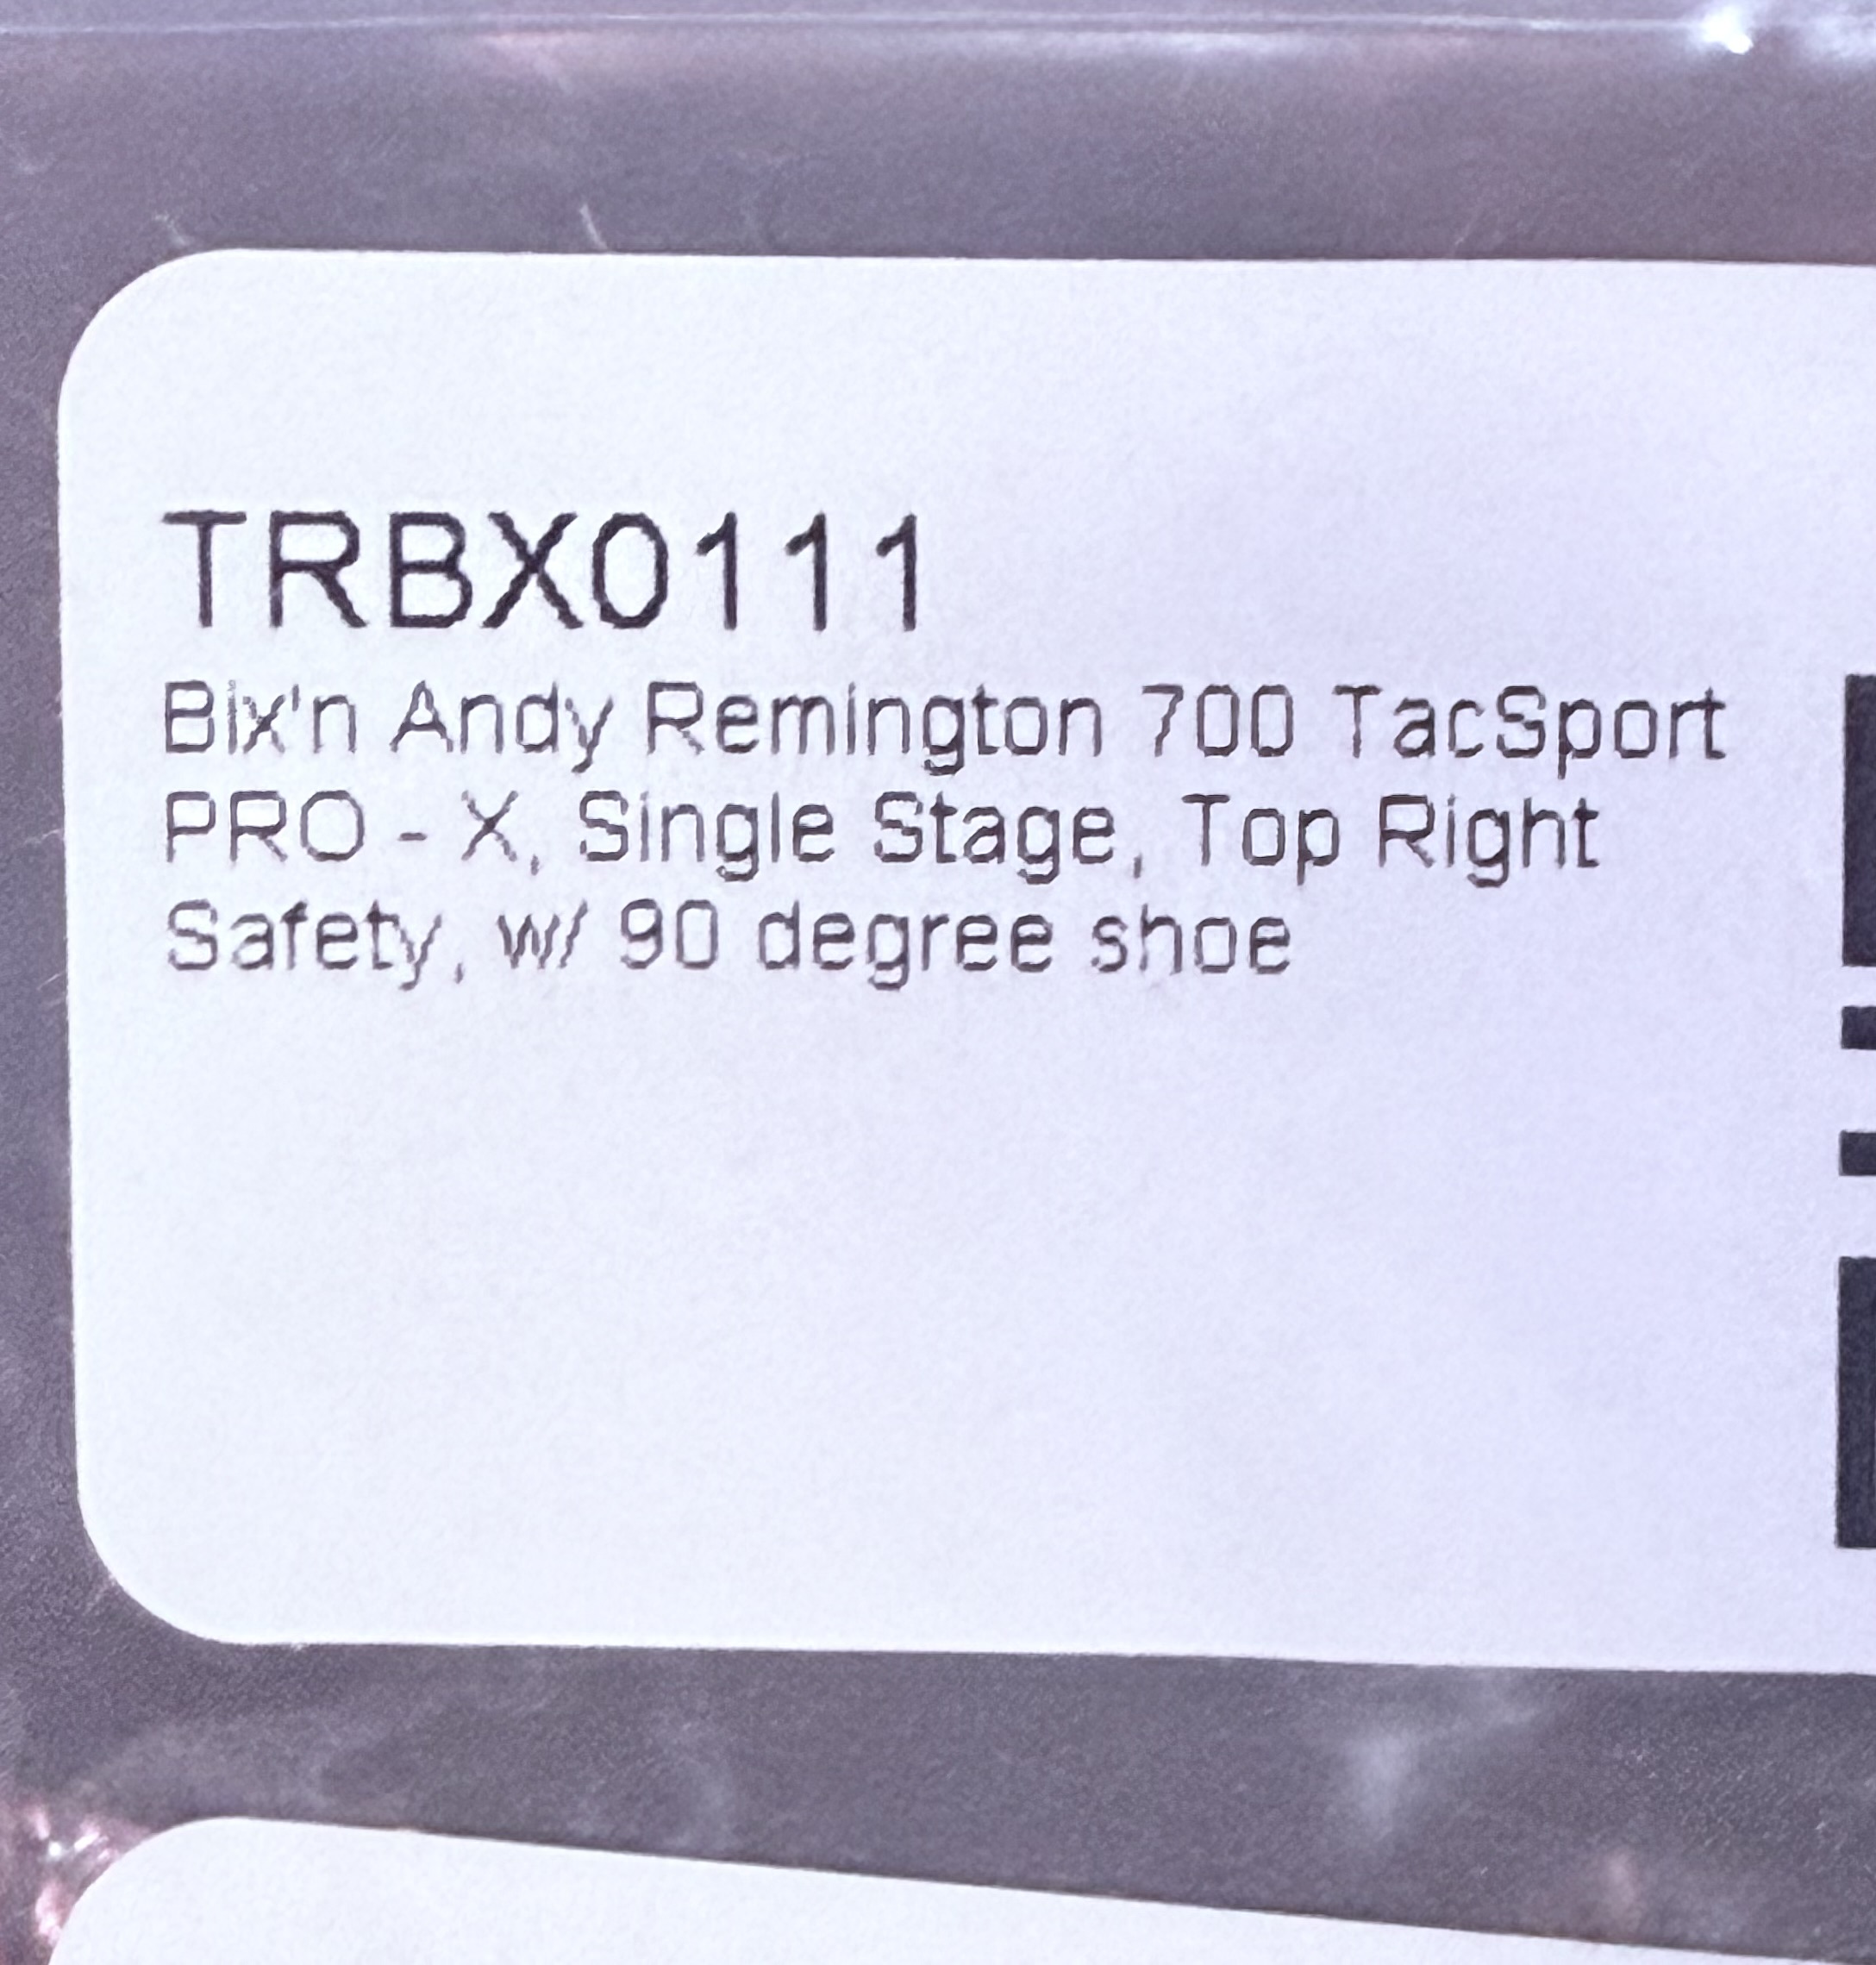 TRBX0111
Bix'n Andy Remington 700 TacSport
PRO - X, Single Stage, Top Right
Safety, w/ 90 degree shoe